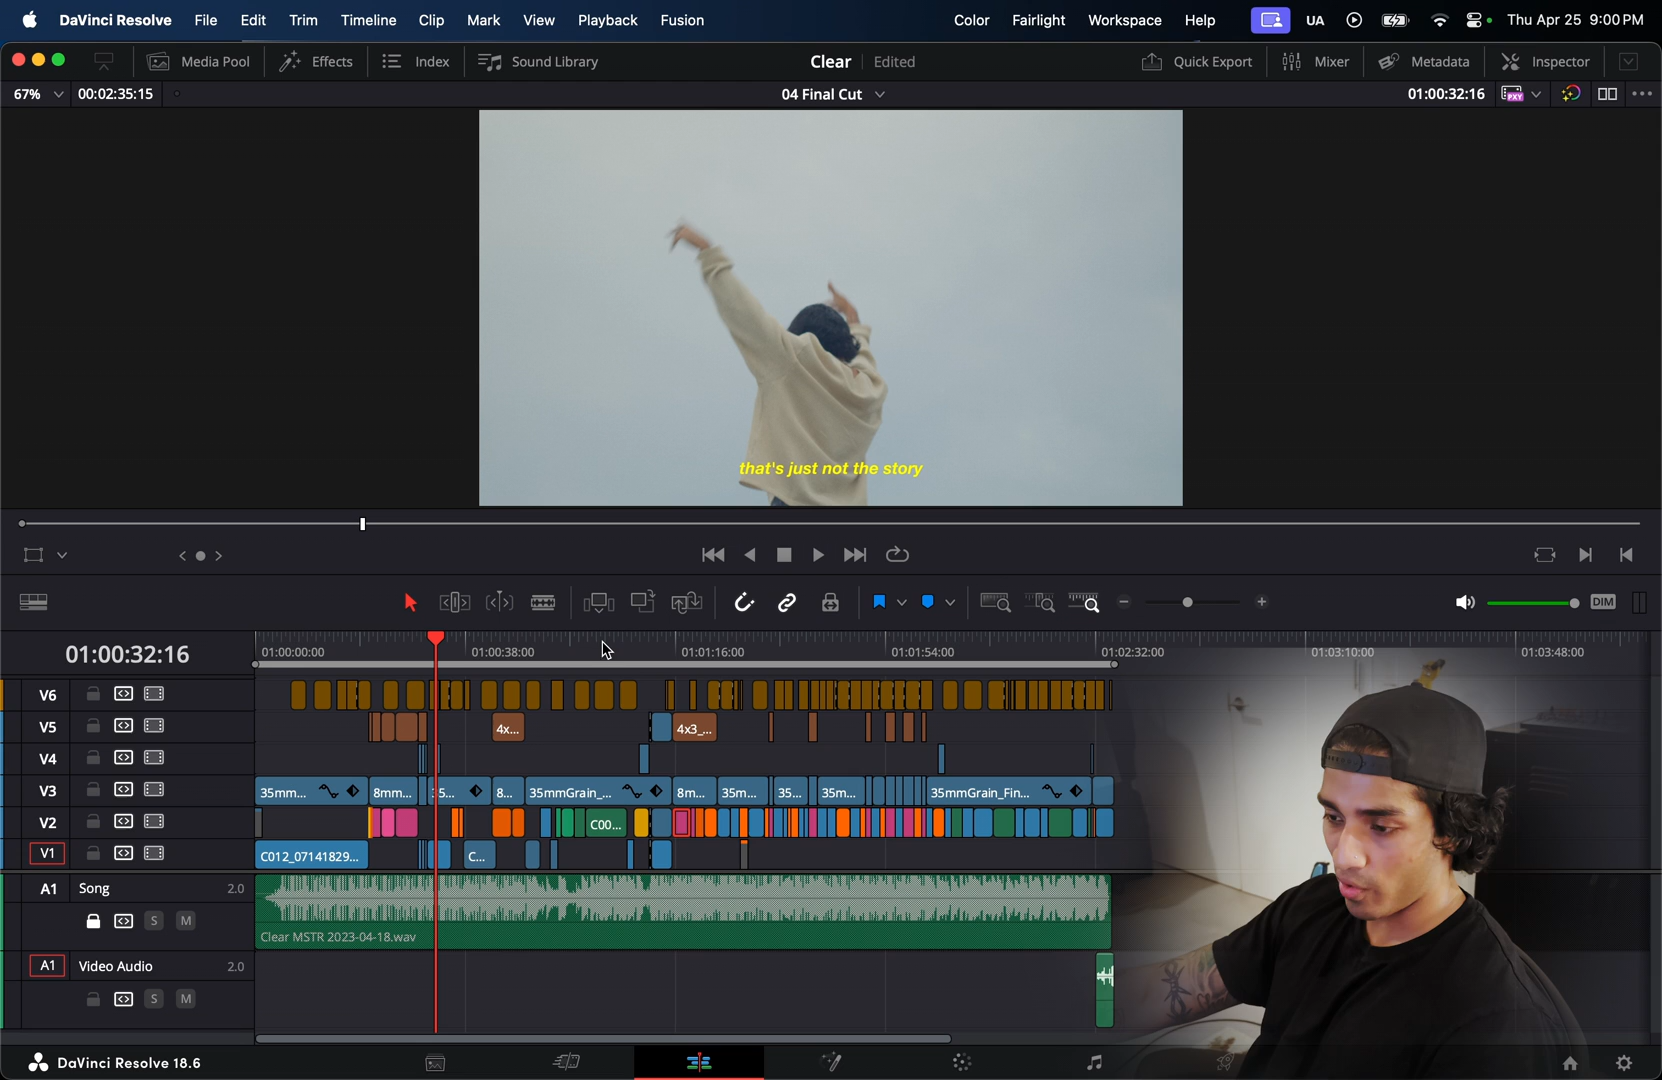 DaVinci Resolve File Edit Trim Timeline Clip Mark View Playback Fusion Color Fairlight Workspace Help UA Thu Apr 25 9:00 PM
Media Pool Effects Index Sound Library Clear Edited Quick Export Mixer Metadata Inspector
67% 00:02:35:15 04 Final Cut 01:00:32:16 PXY
that's just not the story
DIM
01:00:32:16 01:00:00:00 01:00:38:00 01:01:16:00 01:01:54:00 01:02:32:00 01:03:10:00 01:03:48:00
V6
V5 4x... 4x3_...
V4
V3 35mm... 8mm... 5... 8... 35mmGrain_... 8m... 35m... 35... 35m... 35mmGrain_Fin...
V2 C00...
V1 C012_07141829... C...
A1 Song 2.0
S M
Clear MSTR 2023-04-18.wav
A1 Video Audio 2.0
S M
DaVinci Resolve 18.6